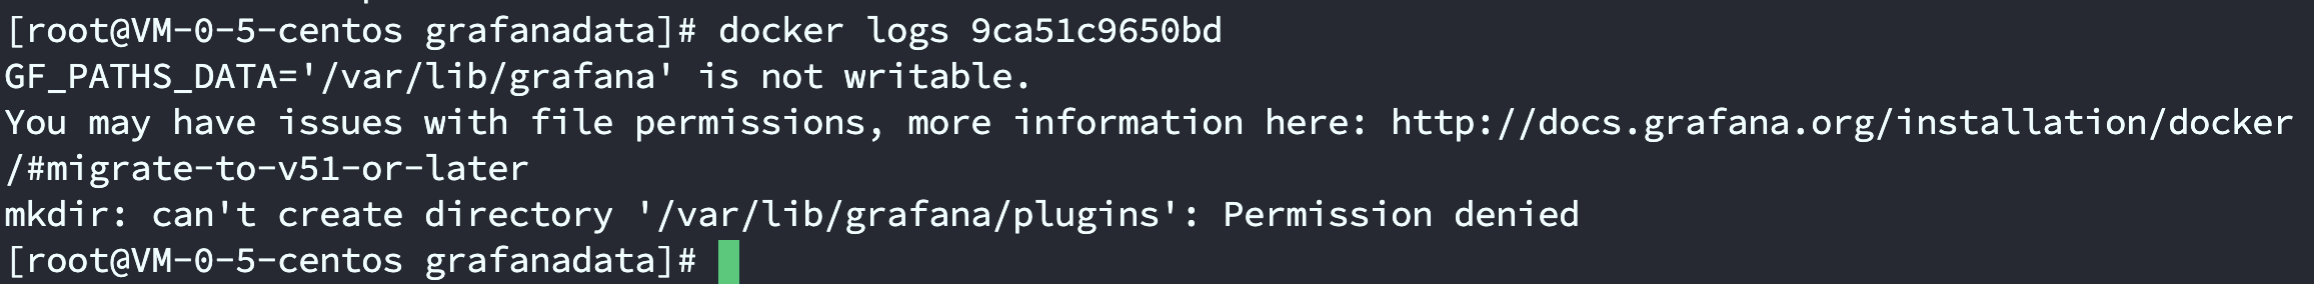 [root@VM-0-5-centos grafanadata]# docker logs 9ca51c9650bd
GF_PATHS_DATA='/var/lib/grafana' is not writable.
You may have issues with file permissions, more information here: http://docs.grafana.org/installation/docker
/#migrate-to-v51-or-later
mkdir: can't create directory '/var/lib/grafana/plugins': Permission denied
[root@VM-0-5-centos grafanadata]#